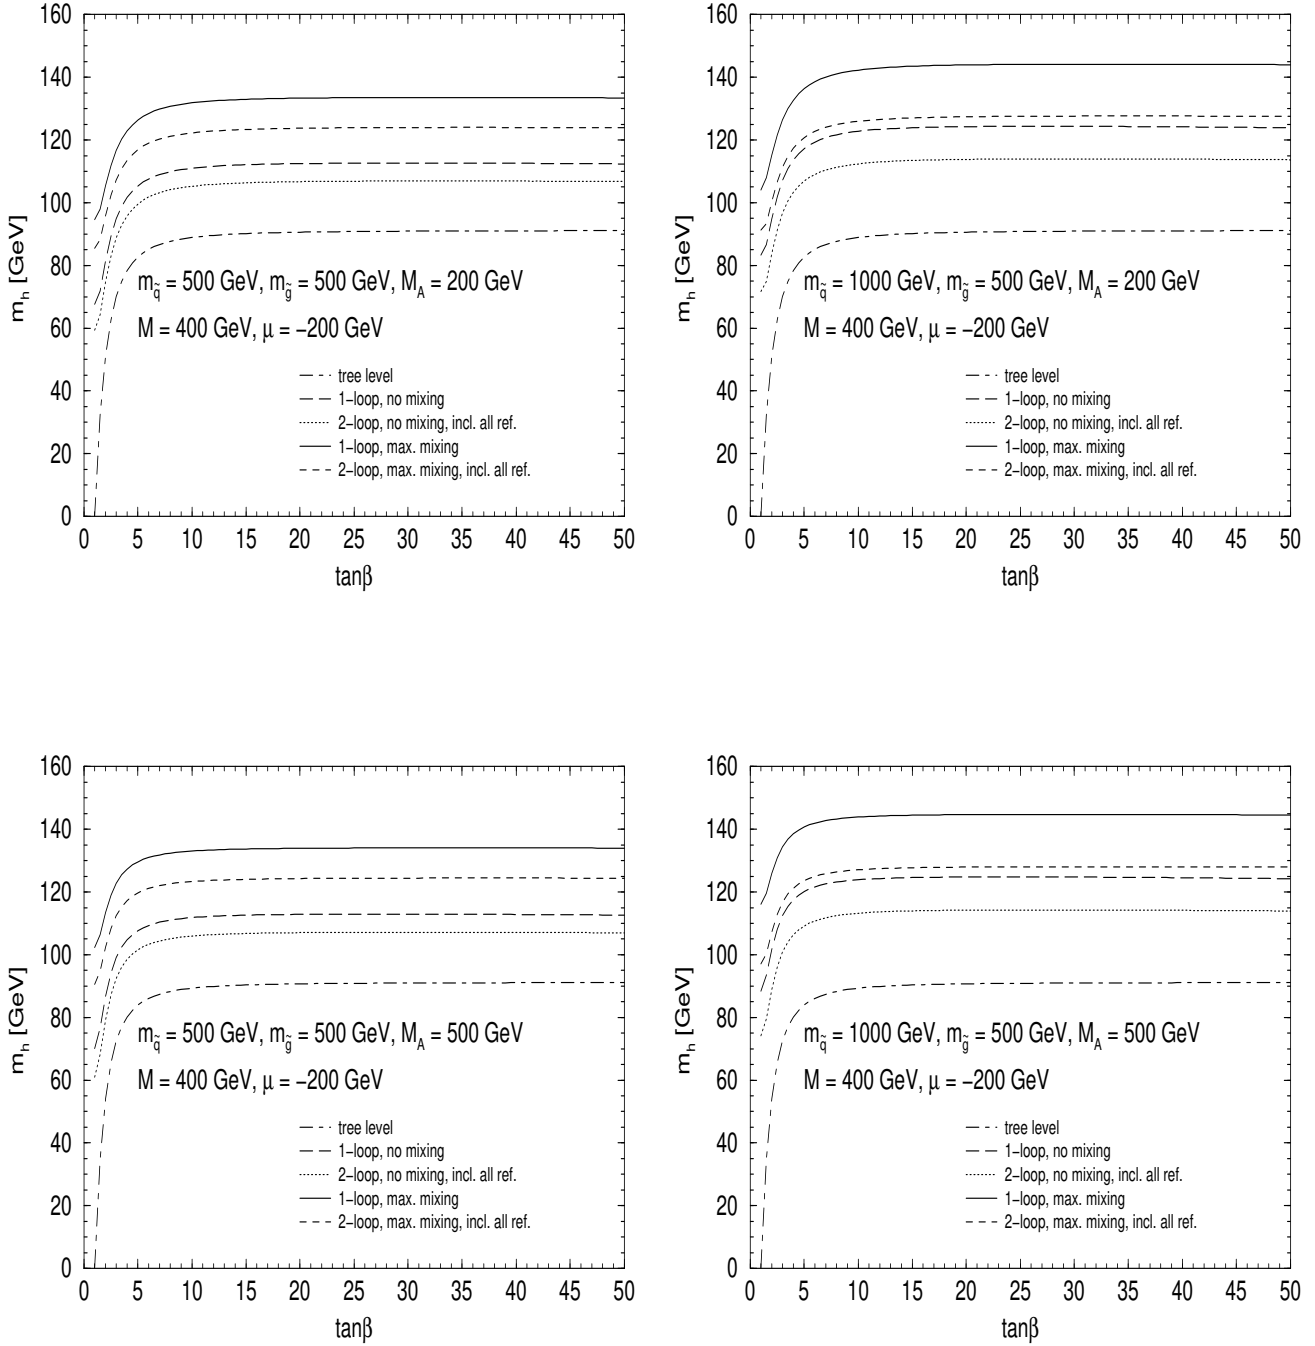 160
140
120
100
80
60
40
20
0
m_h [GeV]
m_q̃ = 500 GeV, m_g̃ = 500 GeV, M_A = 200 GeV
M = 400 GeV, μ = −200 GeV
tree level
1−loop, no mixing
2−loop, no mixing, incl. all ref.
1−loop, max. mixing
2−loop, max. mixing, incl. all ref.
0 5 10 15 20 25 30 35 40 45 50
tanβ
160
140
120
100
80
60
40
20
0
m_h [GeV]
m_q̃ = 1000 GeV, m_g̃ = 500 GeV, M_A = 200 GeV
M = 400 GeV, μ = −200 GeV
tree level
1−loop, no mixing
2−loop, no mixing, incl. all ref.
1−loop, max. mixing
2−loop, max. mixing, incl. all ref.
0 5 10 15 20 25 30 35 40 45 50
tanβ
160
140
120
100
80
60
40
20
0
m_h [GeV]
m_q̃ = 500 GeV, m_g̃ = 500 GeV, M_A = 500 GeV
M = 400 GeV, μ = −200 GeV
tree level
1−loop, no mixing
2−loop, no mixing, incl. all ref.
1−loop, max. mixing
2−loop, max. mixing, incl. all ref.
0 5 10 15 20 25 30 35 40 45 50
tanβ
160
140
120
100
80
60
40
20
0
m_h [GeV]
m_q̃ = 1000 GeV, m_g̃ = 500 GeV, M_A = 500 GeV
M = 400 GeV, μ = −200 GeV
tree level
1−loop, no mixing
2−loop, no mixing, incl. all ref.
1−loop, max. mixing
2−loop, max. mixing, incl. all ref.
0 5 10 15 20 25 30 35 40 45 50
tanβ